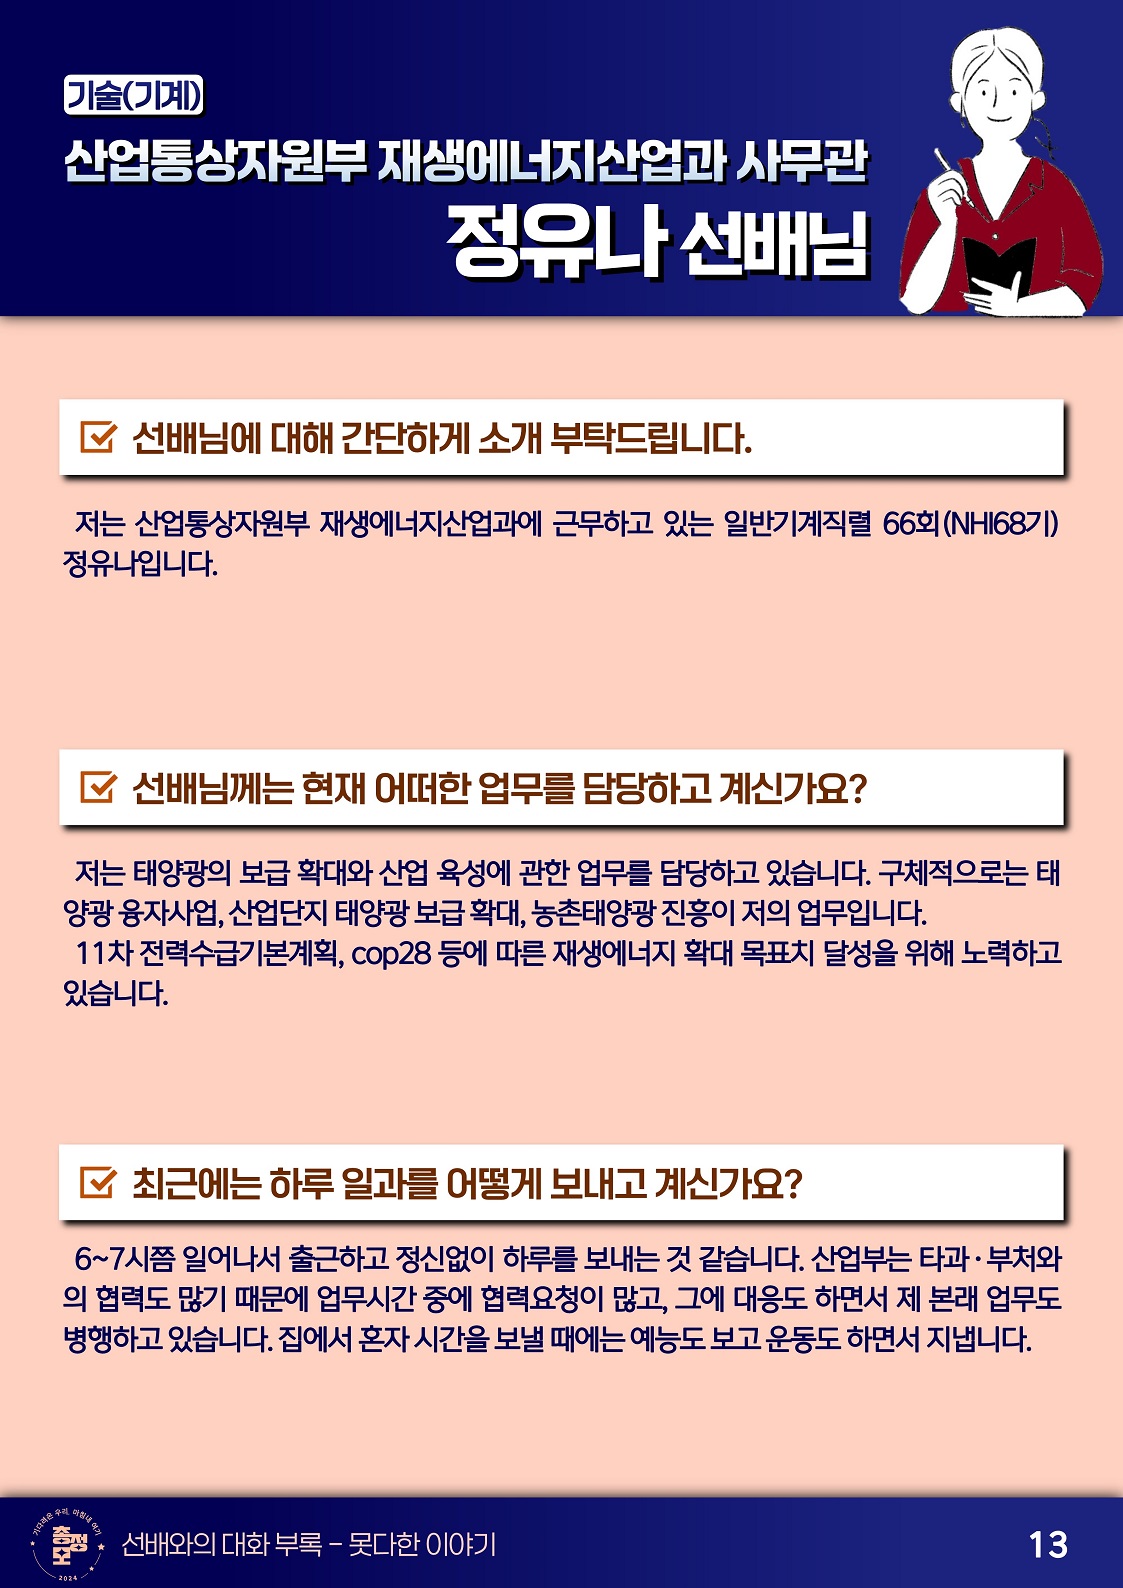 기술(기계)
산업통상자원부 재생에너지산업과 사무관
정유나 선배님
선배님에 대해 간단하게 소개 부탁드립니다.
저는 산업통상자원부 재생에너지산업과에 근무하고 있는 일반기계직렬 66회(NHI68기)
정유나입니다.
선배님께는 현재 어떠한 업무를 담당하고 계신가요?
저는 태양광의 보급 확대와 산업 육성에 관한 업무를 담당하고 있습니다. 구체적으로는 태
양광 융자사업, 산업단지 태양광 보급 확대, 농촌태양광 진흥이 저의 업무입니다.
11차 전력수급기본계획, cop28 등에 따른 재생에너지 확대 목표치 달성을 위해 노력하고
있습니다.
최근에는 하루 일과를 어떻게 보내고 계신가요?
6~7시쯤 일어나서 출근하고 정신없이 하루를 보내는 것 같습니다. 산업부는 타과·부처와
의 협력도 많기 때문에 업무시간 중에 협력요청이 많고, 그에 대응도 하면서 제 본래 업무도
병행하고 있습니다. 집에서 혼자 시간을 보낼 때에는 예능도 보고 운동도 하면서 지냅니다.
기다려온 우리, 마침내 여기
총정
모
2024
선배와의 대화 부록 - 못다한 이야기
13